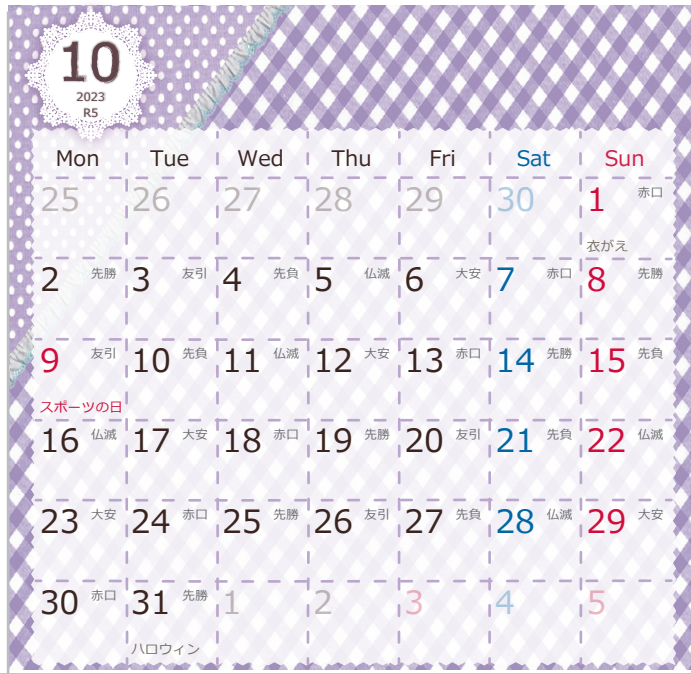 10
2023
R5
Mon Tue Wed Thu Fri Sat Sun
25 26 27 28 29 30 1 赤口
衣がえ
2 先勝 3 友引 4 先負 5 仏滅 6 大安 7 赤口 8 先勝
9 友引 10 先負 11 仏滅 12 大安 13 赤口 14 先勝 15 先負
スポーツの日
16 仏滅 17 大安 18 赤口 19 先勝 20 友引 21 先負 22 仏滅
23 大安 24 赤口 25 先勝 26 友引 27 先負 28 仏滅 29 大安
30 赤口 31 先勝 1 2 3 4 5
ハロウィン